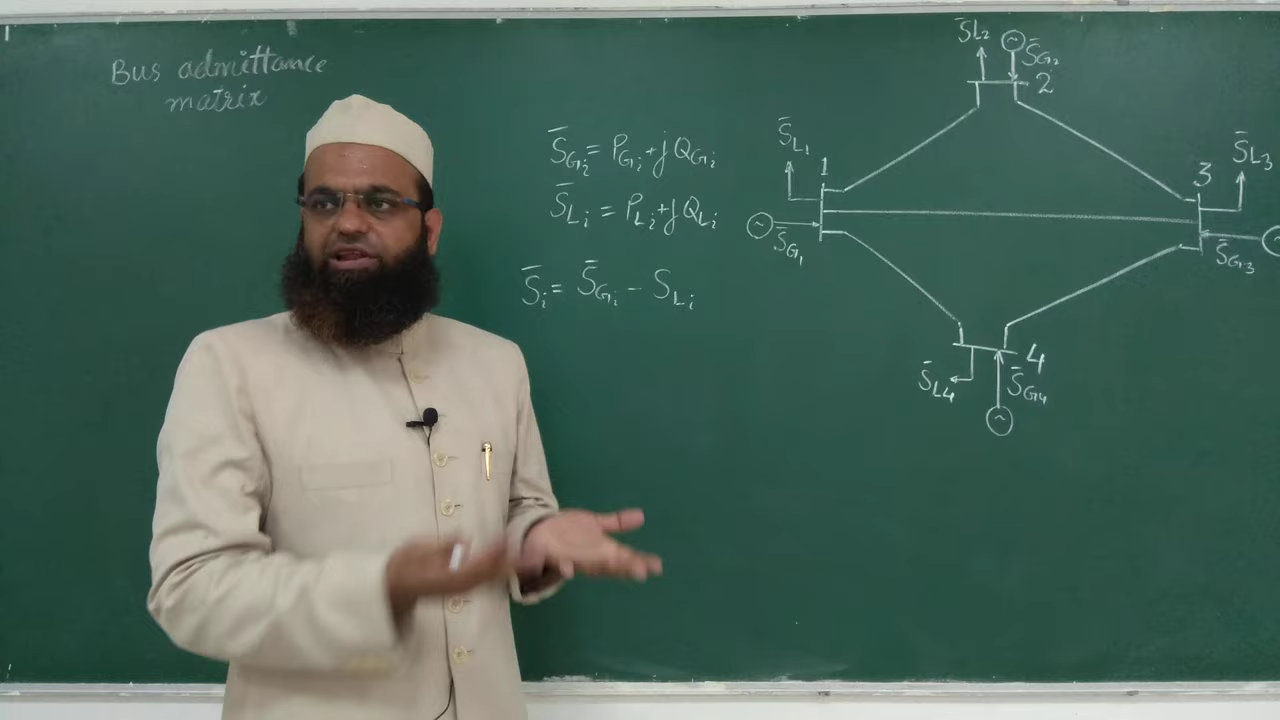 Bus admittance
matrix
S̄Gi = PGi + jQGi
S̄Li = PLi + jQLi
S̄i = S̄Gi - SLi
S̄L2
~
S̄G2
2
S̄L1
1
~
S̄G1
3
S̄L3
S̄G3
4
S̄L4
S̄G4
~